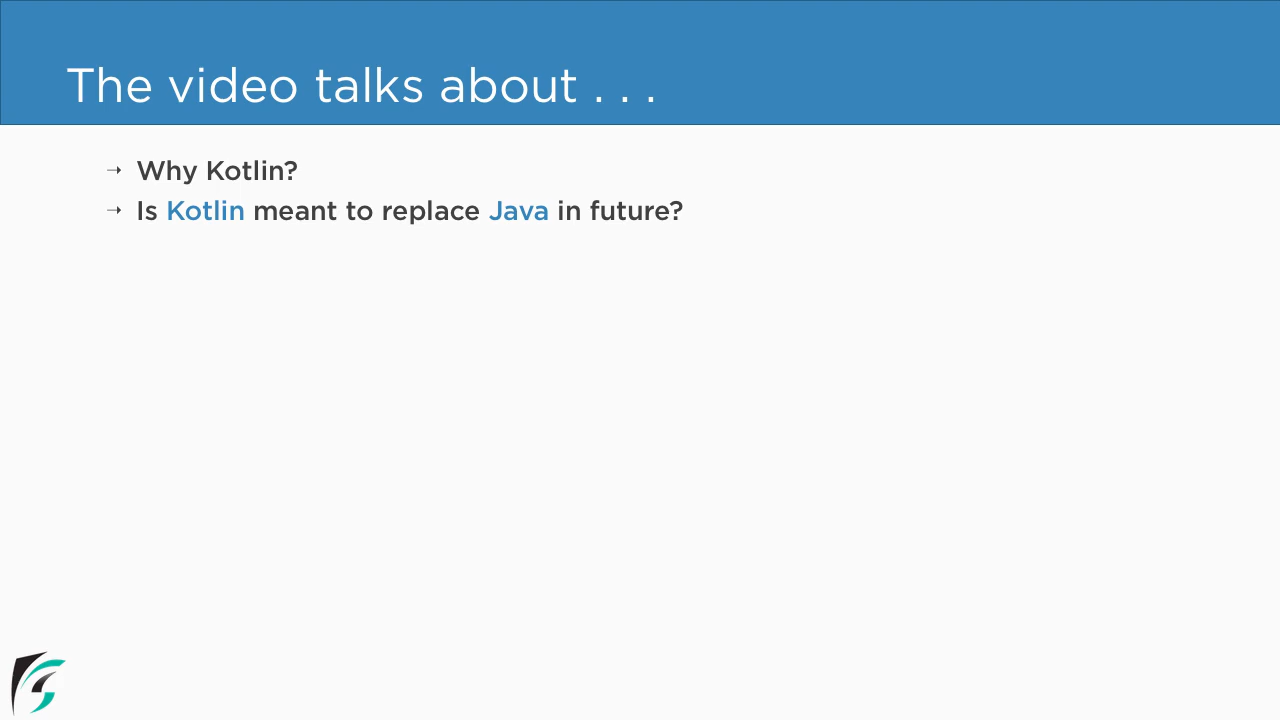 The video talks about . . .
→ Why Kotlin?
→ Is Kotlin meant to replace Java in future?